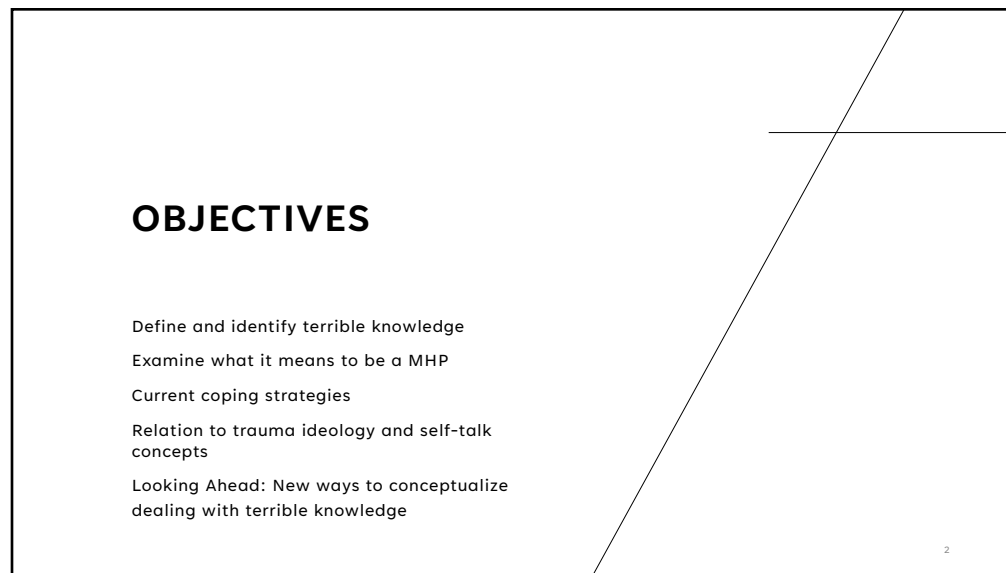 OBJECTIVES
Define and identify terrible knowledge
Examine what it means to be a MHP
Current coping strategies
Relation to trauma ideology and self-talk
concepts
Looking Ahead: New ways to conceptualize
dealing with terrible knowledge
2